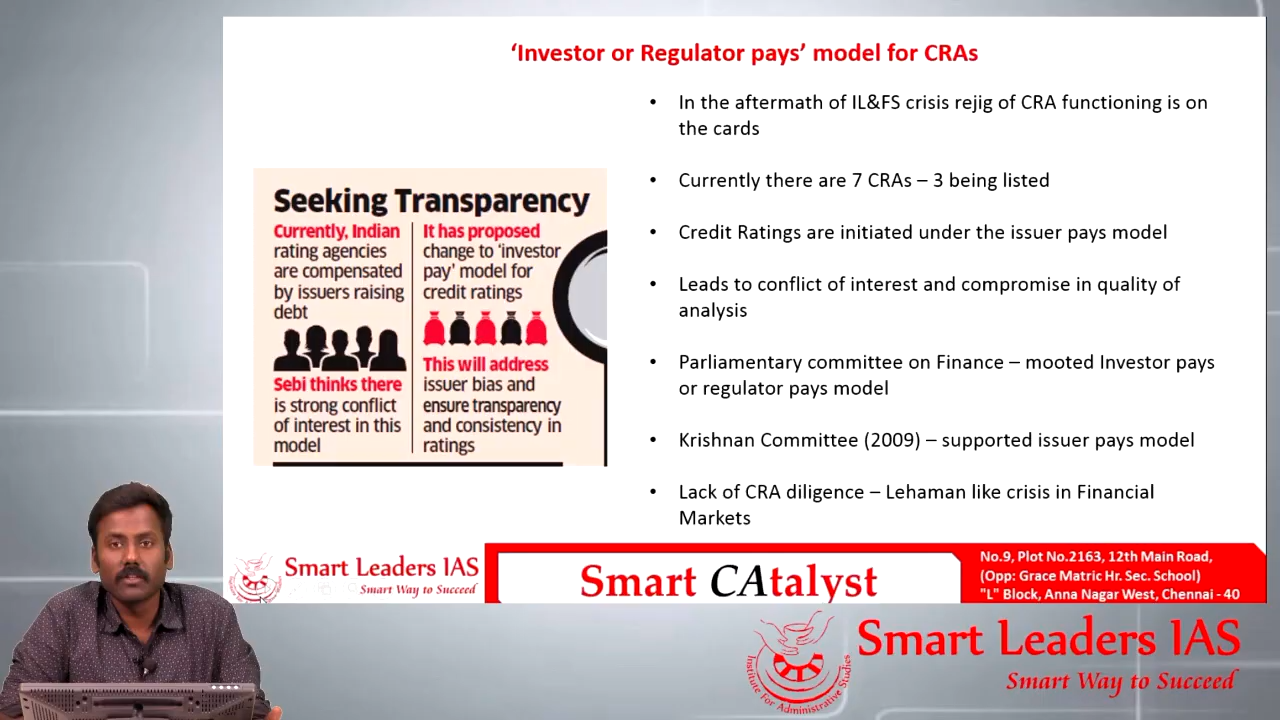 ‘Investor or Regulator pays’ model for CRAs
• In the aftermath of IL&FS crisis rejig of CRA functioning is on
the cards
• Currently there are 7 CRAs – 3 being listed
• Credit Ratings are initiated under the issuer pays model
• Leads to conflict of interest and compromise in quality of
analysis
• Parliamentary committee on Finance – mooted Investor pays
or regulator pays model
• Krishnan Committee (2009) – supported issuer pays model
• Lack of CRA diligence – Lehaman like crisis in Financial
Markets
Seeking Transparency
Currently, Indian
rating agencies
are compensated
by issuers raising
debt
Sebi thinks there
is strong conflict
of interest in this
model
It has proposed
change to ‘investor
pay’ model for
credit ratings
This will address
issuer bias and
ensure transparency
and consistency in
ratings
Smart Leaders IAS
Smart Way to Succeed
Smart CAtalyst
No.9, Plot No.2163, 12th Main Road,
(Opp: Grace Matric Hr. Sec. School)
"L" Block, Anna Nagar West, Chennai - 40
Institute For Administrative Studies
Smart Leaders IAS
Smart Way to Succeed